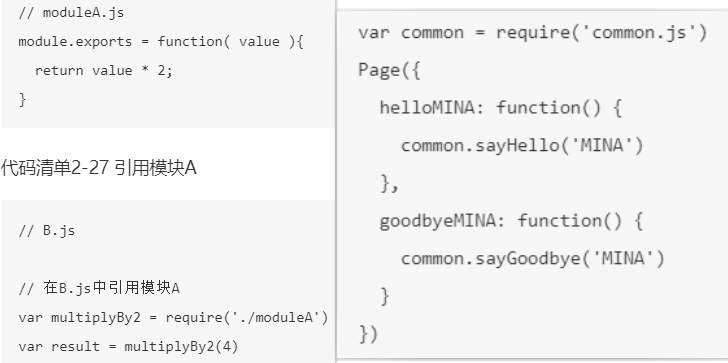 // moduleA.js
module.exports = function( value ){
  return value * 2;
}
代码清单2-27 引用模块A
// B.js
// 在B.js中引用模块A
var multiplyBy2 = require('./moduleA')
var result = multiplyBy2(4)
var common = require('common.js')
Page({
  helloMINA: function() {
    common.sayHello('MINA')
  },
  goodbyeMINA: function() {
    common.sayGoodbye('MINA')
  }
})